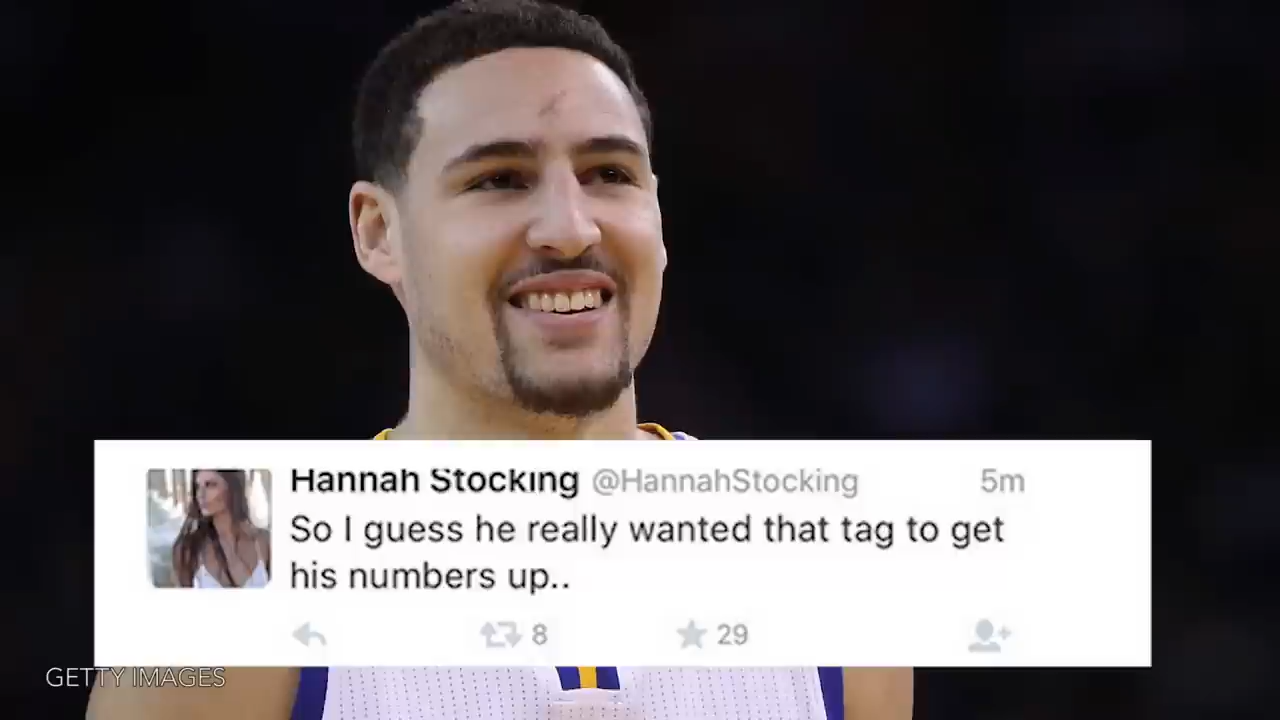 Hannah Stocking @HannahStocking 5m
So I guess he really wanted that tag to get
his numbers up..
8 29
GETTY IMAGES